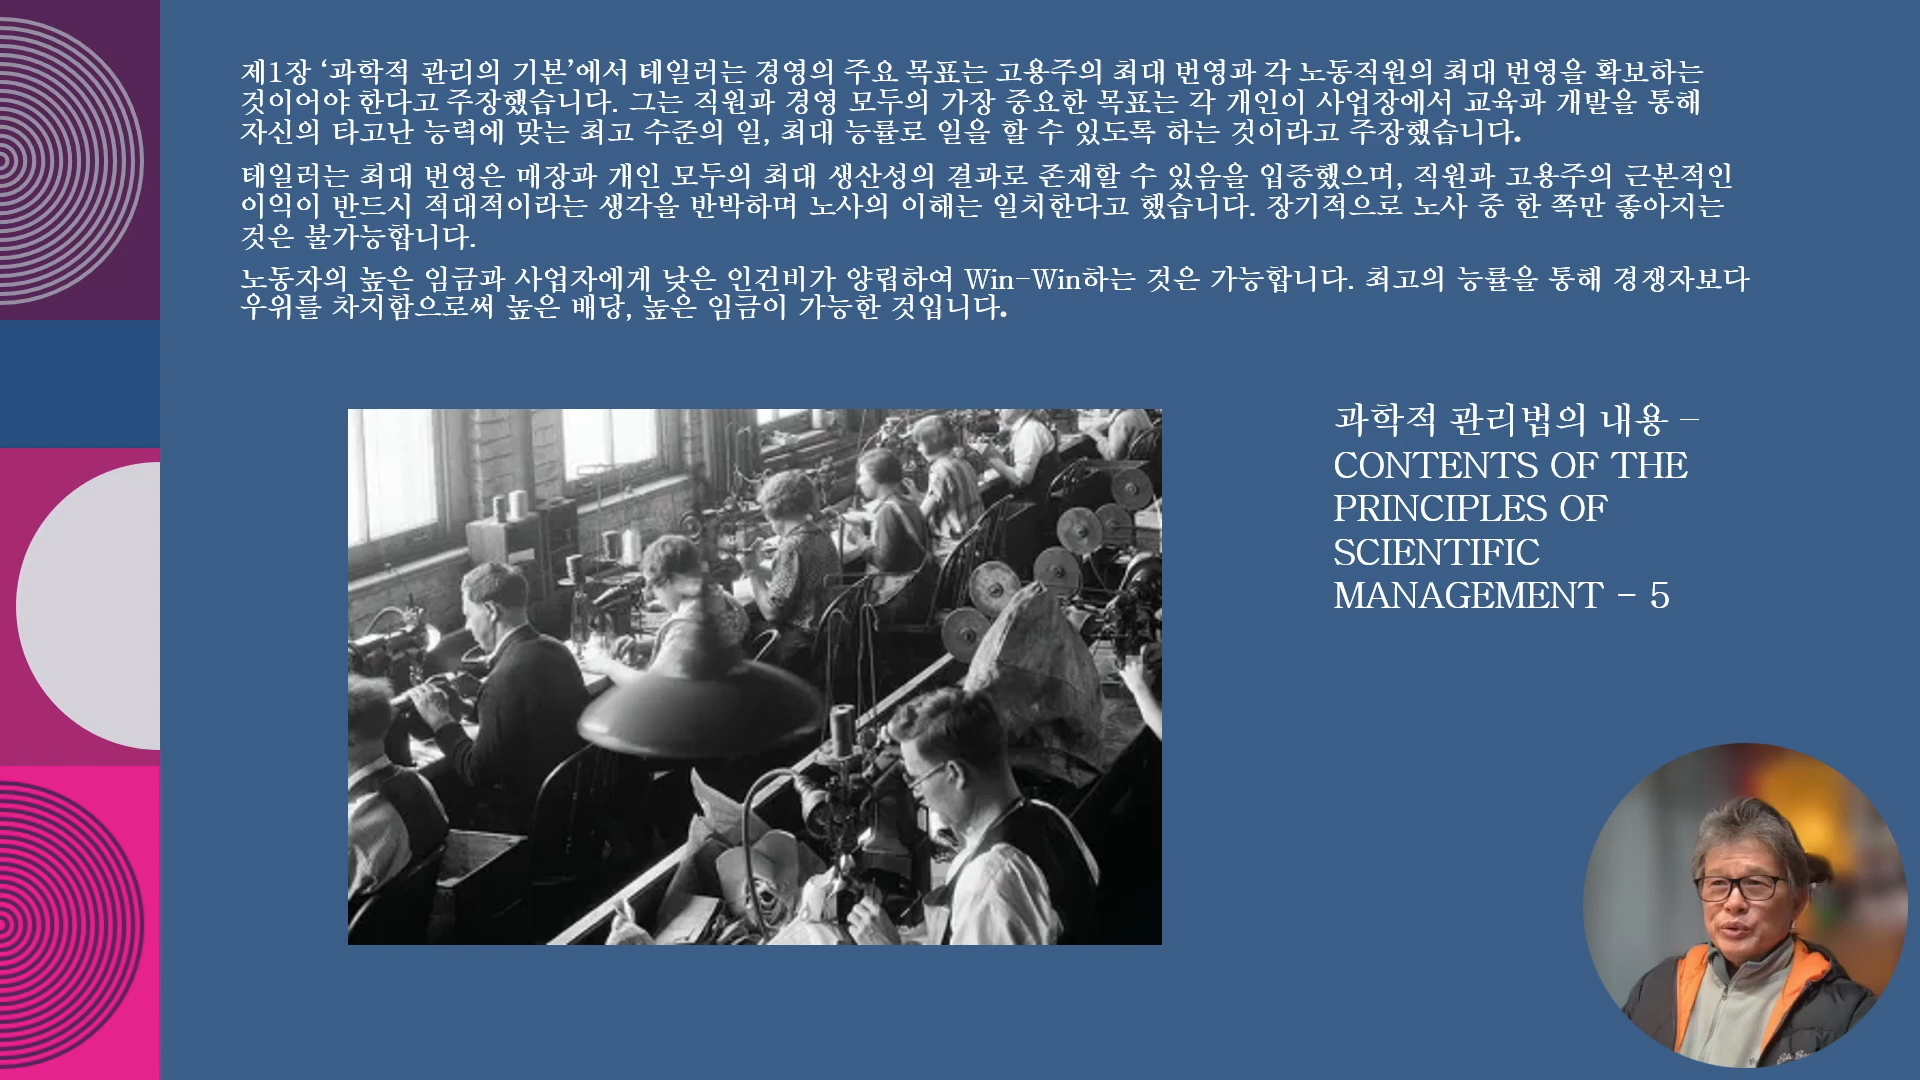 제1장 ‘과학적 관리의 기본’에서 테일러는 경영의 주요 목표는 고용주의 최대 번영과 각 노동직원의 최대 번영을 확보하는
것이어야 한다고 주장했습니다. 그는 직원과 경영 모두의 가장 중요한 목표는 각 개인이 사업장에서 교육과 개발을 통해
자신의 타고난 능력에 맞는 최고 수준의 일, 최대 능률로 일을 할 수 있도록 하는 것이라고 주장했습니다.
테일러는 최대 번영은 매장과 개인 모두의 최대 생산성의 결과로 존재할 수 있음을 입증했으며, 직원과 고용주의 근본적인
이익이 반드시 적대적이라는 생각을 반박하며 노사의 이해는 일치한다고 했습니다. 장기적으로 노사 중 한 쪽만 좋아지는
것은 불가능합니다.
노동자의 높은 임금과 사업자에게 낮은 인건비가 양립하여 Win-Win하는 것은 가능합니다. 최고의 능률을 통해 경쟁자보다
우위를 차지함으로써 높은 배당, 높은 임금이 가능한 것입니다.
과학적 관리법의 내용 –
CONTENTS OF THE
PRINCIPLES OF
SCIENTIFIC
MANAGEMENT - 5